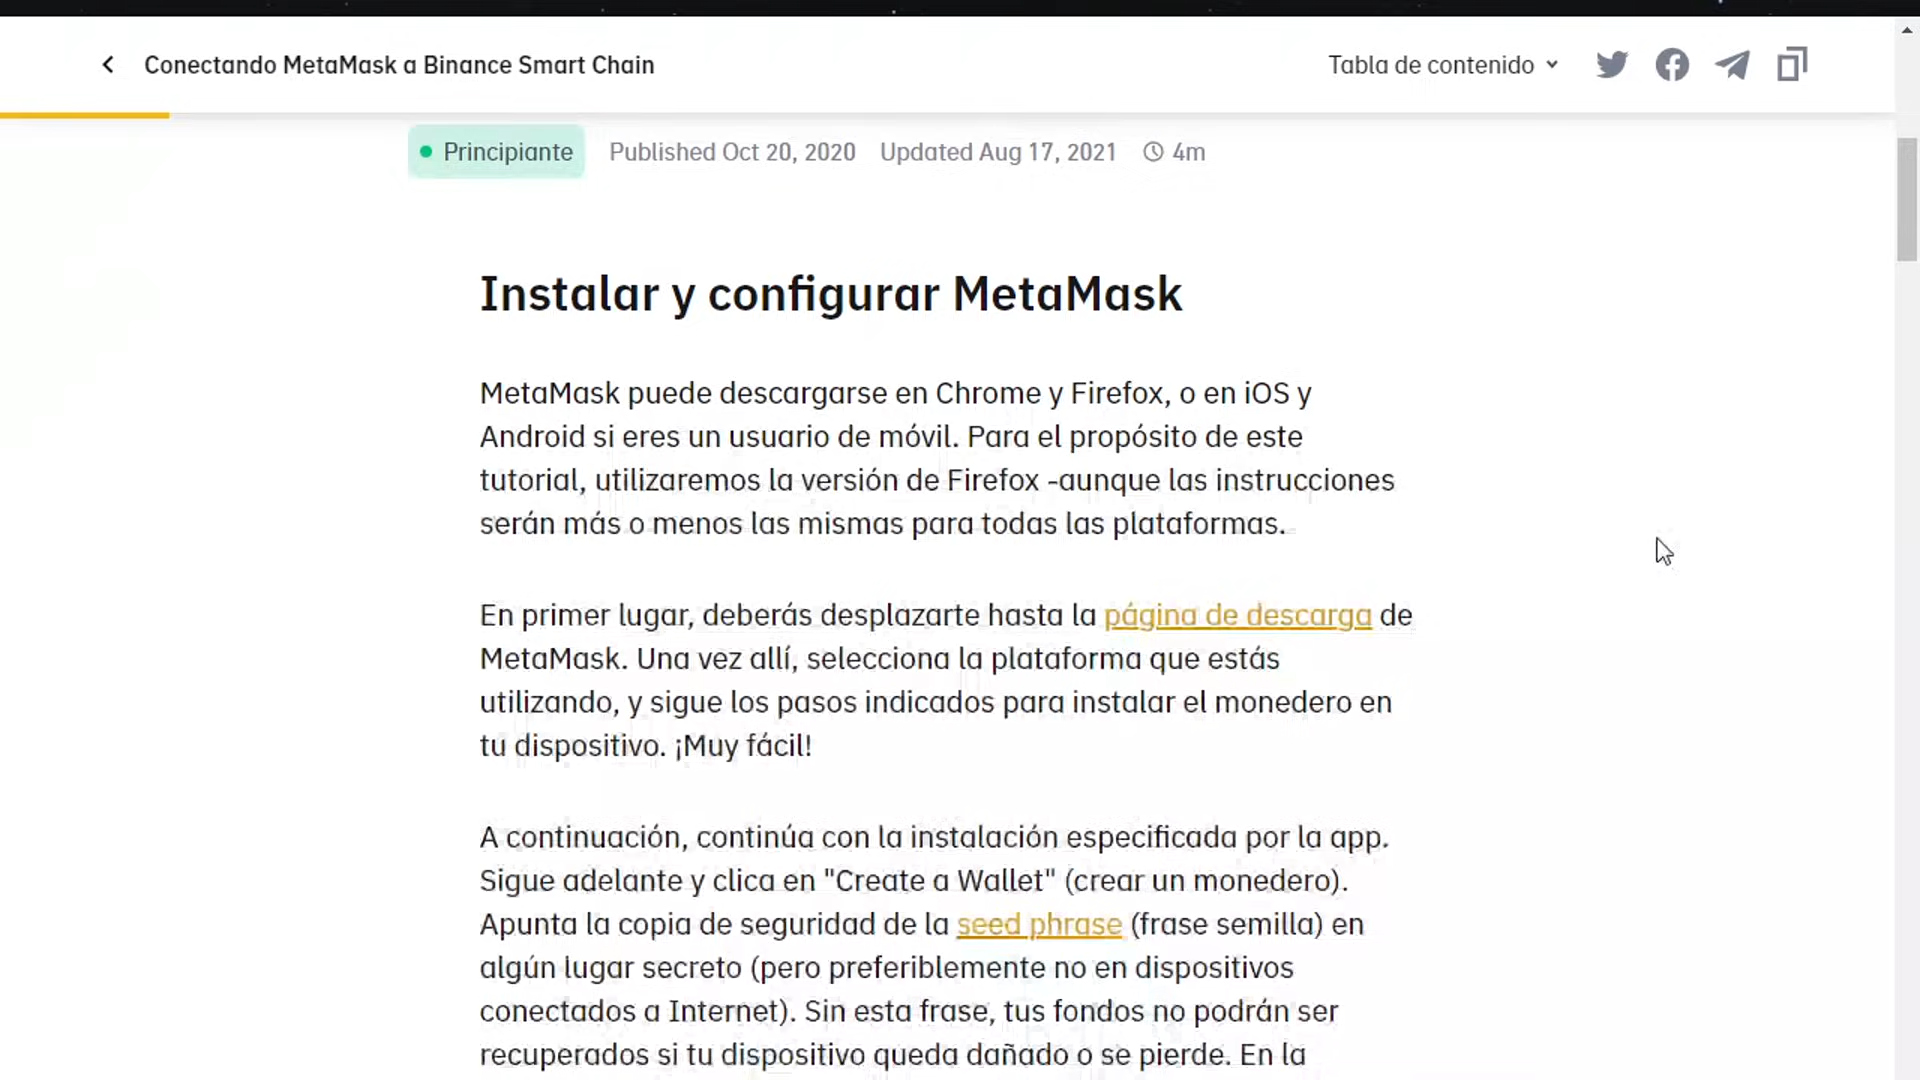 Conectando MetaMask a Binance Smart Chain
Tabla de contenido
Principiante
Published Oct 20, 2020
Updated Aug 17, 2021
4m
Instalar y configurar MetaMask
MetaMask puede descargarse en Chrome y Firefox, o en iOS y
Android si eres un usuario de móvil. Para el propósito de este
tutorial, utilizaremos la versión de Firefox -aunque las instrucciones
serán más o menos las mismas para todas las plataformas.
En primer lugar, deberás desplazarte hasta la página de descarga de
MetaMask. Una vez allí, selecciona la plataforma que estás
utilizando, y sigue los pasos indicados para instalar el monedero en
tu dispositivo. ¡Muy fácil!
A continuación, continúa con la instalación especificada por la app.
Sigue adelante y clica en "Create a Wallet" (crear un monedero).
Apunta la copia de seguridad de la seed phrase (frase semilla) en
algún lugar secreto (pero preferiblemente no en dispositivos
conectados a Internet). Sin esta frase, tus fondos no podrán ser
recuperados si tu dispositivo queda dañado o se pierde. En la